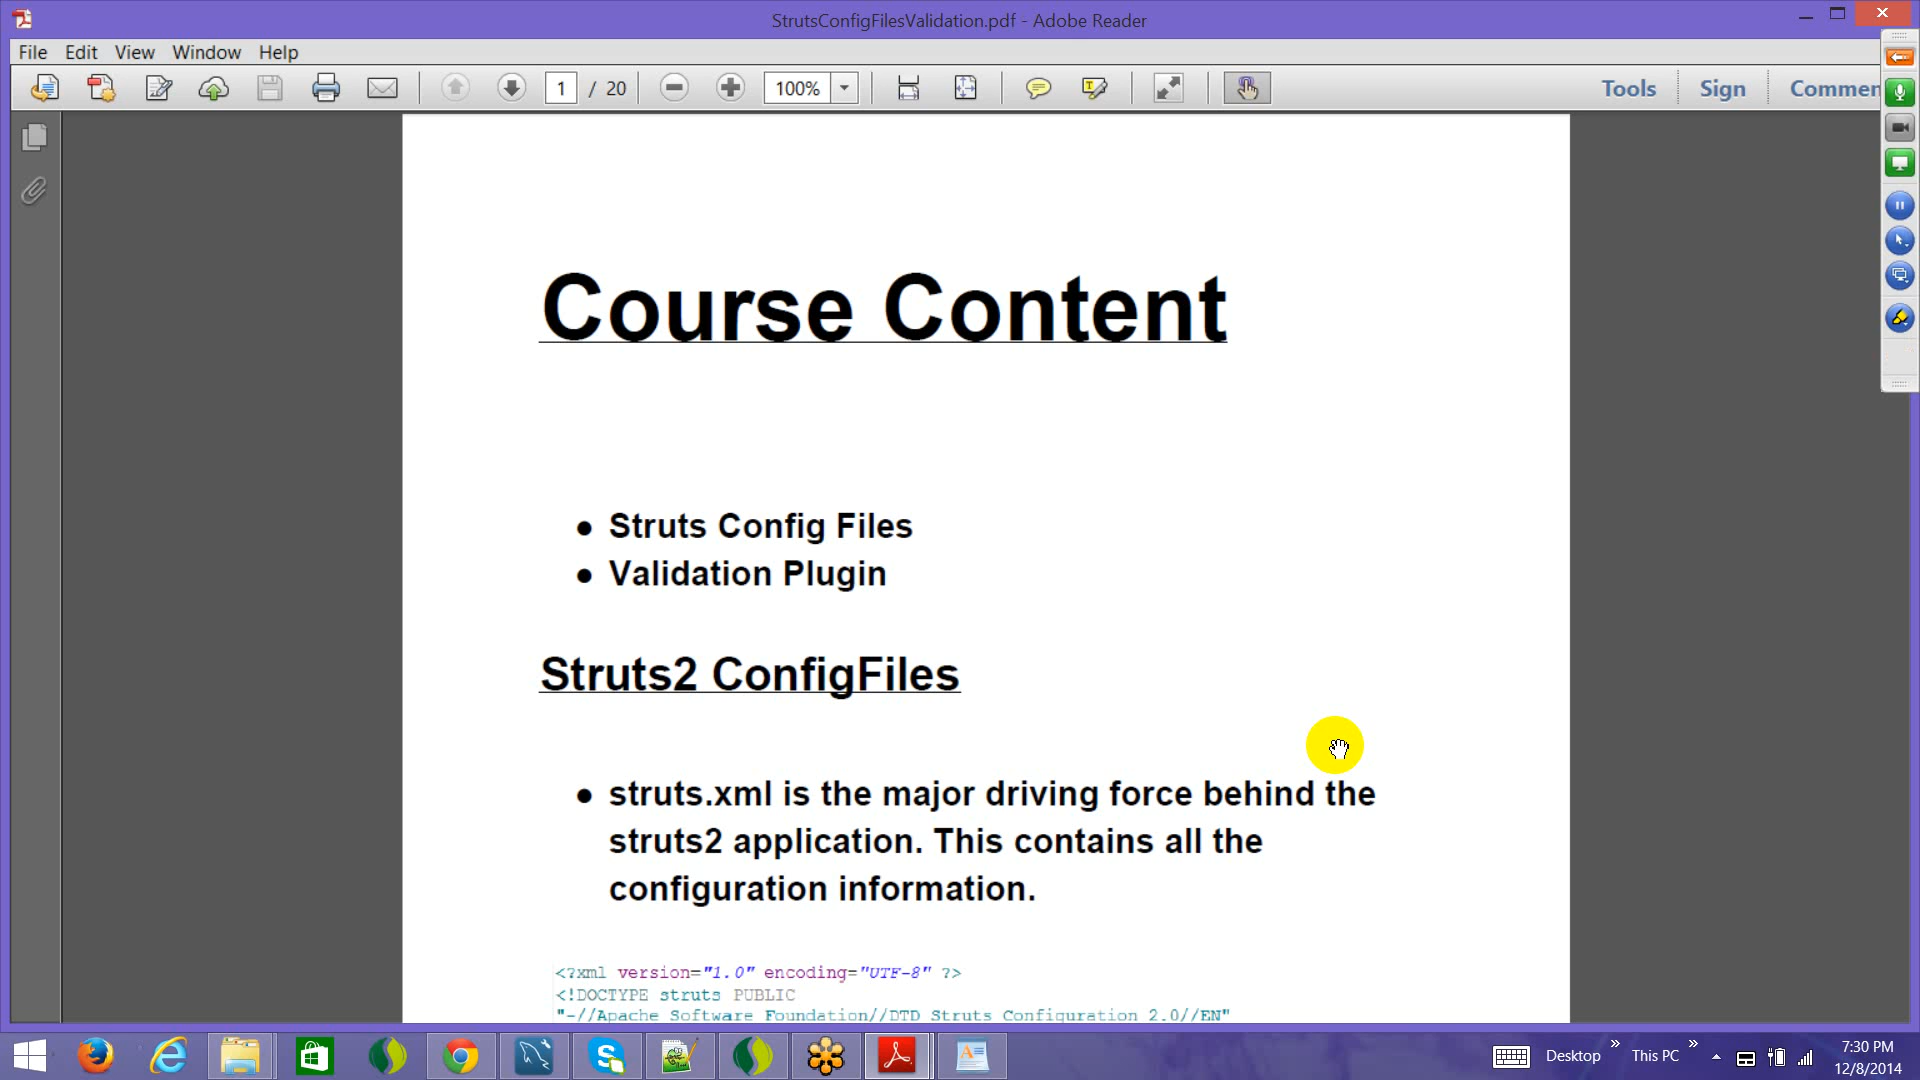 StrutsConfigFilesValidation.pdf - Adobe Reader
File Edit View Window Help
1 / 20 100% Tools Sign Commen
Course Content
• Struts Config Files
• Validation Plugin
Struts2 ConfigFiles
• struts.xml is the major driving force behind the
struts2 application. This contains all the
configuration information.
<?xml version="1.0" encoding="UTF-8" ?>
<!DOCTYPE struts PUBLIC
"-//Apache Software Foundation//DTD Struts Configuration 2.0//EN"
Desktop » This PC »
7:30 PM
12/8/2014